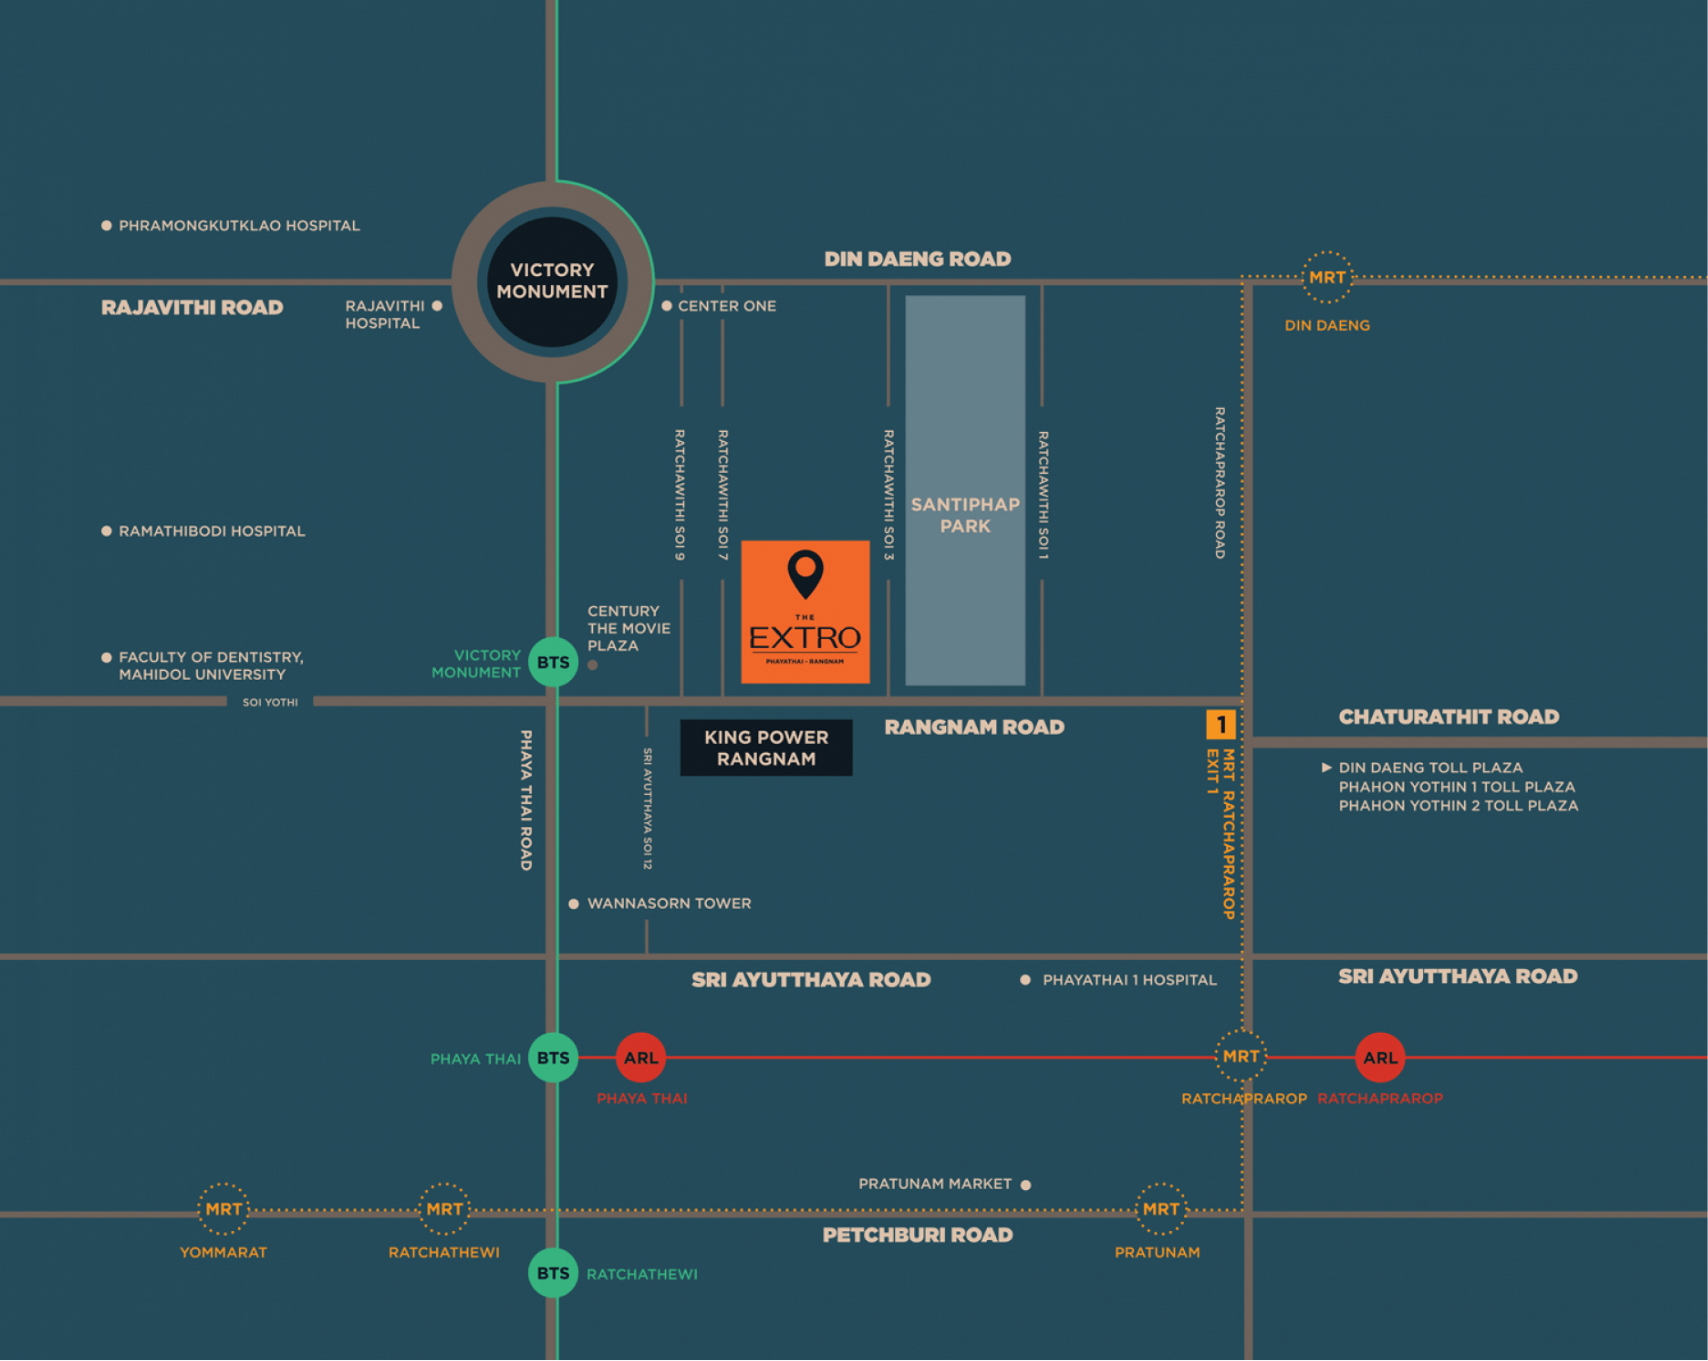 PHRAMONGKUTKLAO HOSPITAL
VICTORY
MONUMENT
DIN DAENG ROAD
MRT
DIN DAENG
RAJAVITHI ROAD
RAJAVITHI
HOSPITAL
CENTER ONE
RATCHAWITHI SOI 9
RATCHAWITHI SOI 7
RATCHAWITHI SOI 3
SANTIPHAP
PARK
RATCHAWITHI SOI 1
RATCHAPRAROP ROAD
RAMATHIBODI HOSPITAL
THE
EXTRO
PHAYATHAI - RANGNAM
CENTURY
THE MOVIE
PLAZA
FACULTY OF DENTISTRY,
MAHIDOL UNIVERSITY
VICTORY
MONUMENT
BTS
SOI YOTHI
KING POWER
RANGNAM
RANGNAM ROAD
1
MRT RATCHAPRAROP
EXIT 1
CHATURATHIT ROAD
DIN DAENG TOLL PLAZA
PHAHON YOTHIN 1 TOLL PLAZA
PHAHON YOTHIN 2 TOLL PLAZA
PHAYA THAI ROAD
SRI AYUTTHAYA SOI 12
WANNASORN TOWER
SRI AYUTTHAYA ROAD
PHAYATHAI 1 HOSPITAL
SRI AYUTTHAYA ROAD
PHAYA THAI
BTS
ARL
PHAYA THAI
MRT
RATCHAPRAROP
ARL
RATCHAPRAROP
PRATUNAM MARKET
MRT
YOMMARAT
MRT
RATCHATHEWI
PETCHBURI ROAD
MRT
PRATUNAM
BTS
RATCHATHEWI